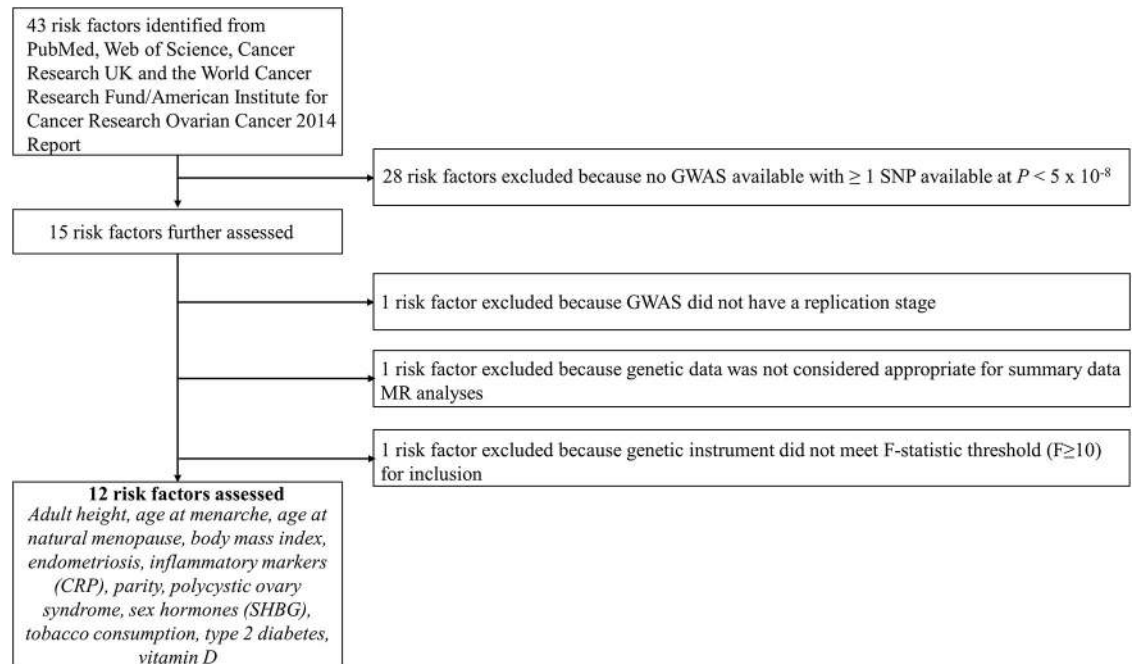 43 risk factors identified from
PubMed, Web of Science, Cancer
Research UK and the World Cancer
Research Fund/American Institute for
Cancer Research Ovarian Cancer 2014
Report
28 risk factors excluded because no GWAS available with ≥ 1 SNP available at P < 5 x 10⁻⁸
15 risk factors further assessed
1 risk factor excluded because GWAS did not have a replication stage
1 risk factor excluded because genetic data was not considered appropriate for summary data
MR analyses
1 risk factor excluded because genetic instrument did not meet F-statistic threshold (F≥10)
for inclusion
12 risk factors assessed
Adult height, age at menarche, age at
natural menopause, body mass index,
endometriosis, inflammatory markers
(CRP), parity, polycystic ovary
syndrome, sex hormones (SHBG),
tobacco consumption, type 2 diabetes,
vitamin D